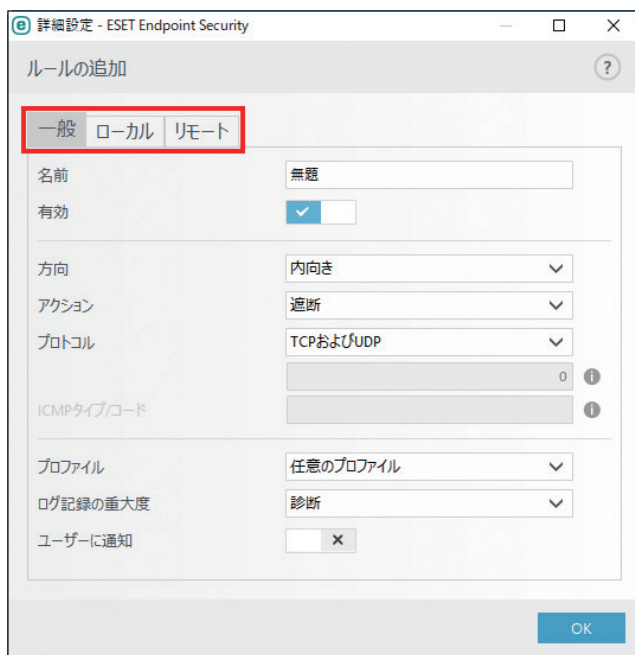 詳細設定 - ESET Endpoint Security
ルールの追加
?
一般 ローカル リモート
名前 無題
有効
方向 内向き
アクション 遮断
プロトコル TCPおよびUDP
0
ICMPタイプ/コード
プロファイル 任意のプロファイル
ログ記録の重大度 診断
ユーザーに通知
OK